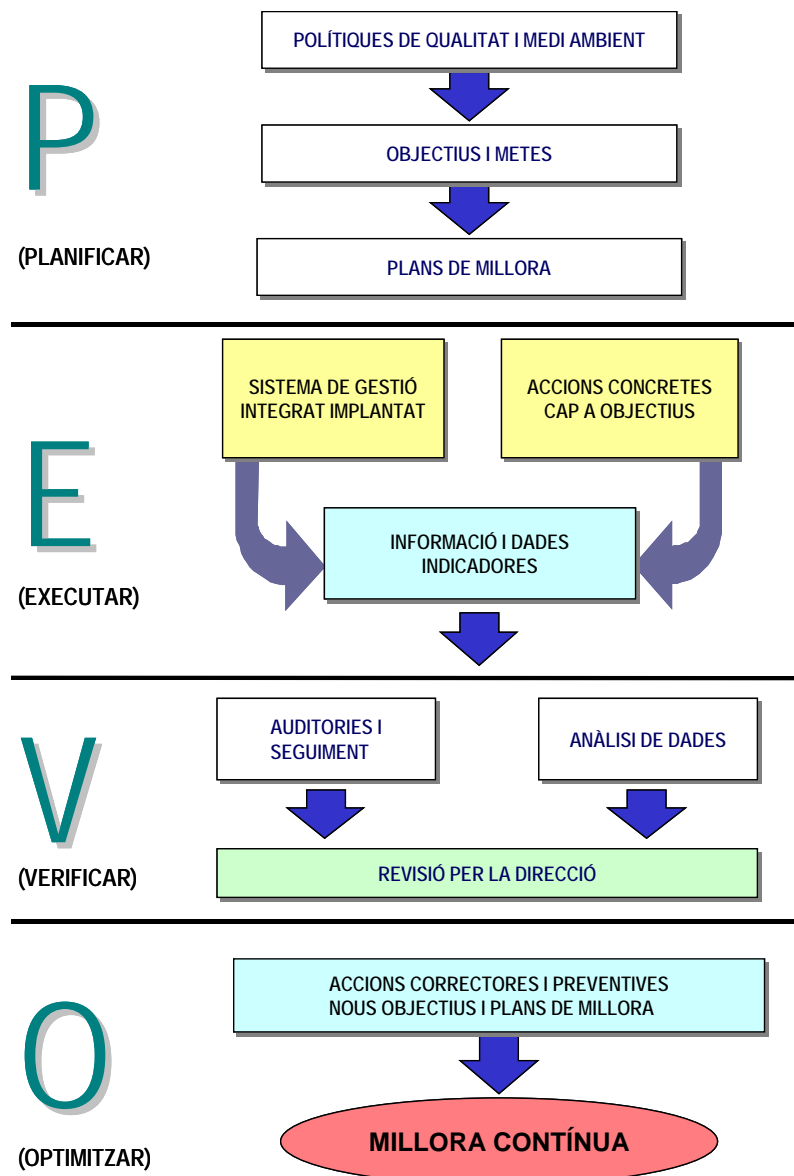 POLÍTIQUES DE QUALITAT I MEDI AMBIENT
P
OBJECTIUS I METES
(PLANIFICAR)
PLANS DE MILLORA
SISTEMA DE GESTIÓ
INTEGRAT IMPLANTAT
ACCIONS CONCRETES
CAP A OBJECTIUS
E
INFORMACIÓ I DADES
INDICADORES
(EXECUTAR)
AUDITORIES I
SEGUIMENT
ANÀLISI DE DADES
V
(VERIFICAR)
REVISIÓ PER LA DIRECCIÓ
ACCIONS CORRECTORES I PREVENTIVES
NOUS OBJECTIUS I PLANS DE MILLORA
O
MILLORA CONTÍNUA
(OPTIMITZAR)